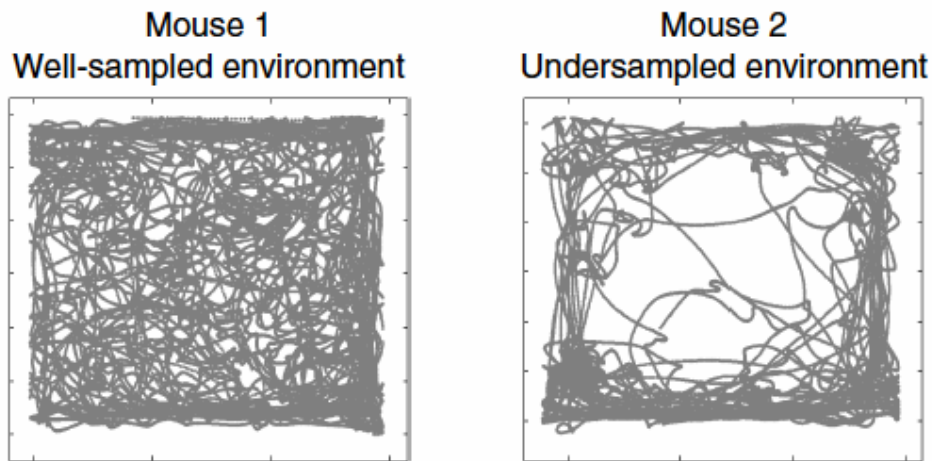 Mouse 1
Well-sampled environment
Mouse 2
Undersampled environment